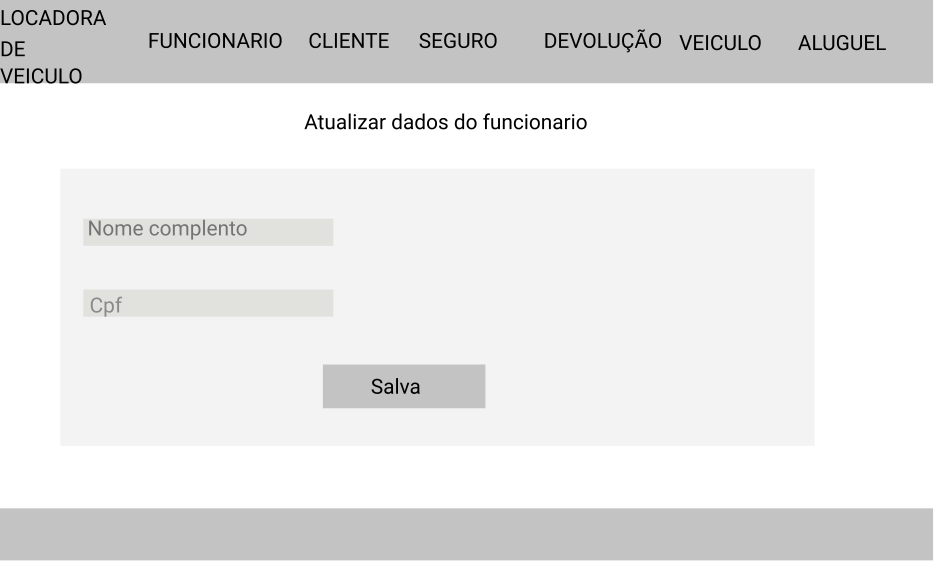 LOCADORA
DE
VEICULO
FUNCIONARIO CLIENTE SEGURO DEVOLUÇÃO VEICULO ALUGUEL
Atualizar dados do funcionario
Nome complento
Cpf
Salva